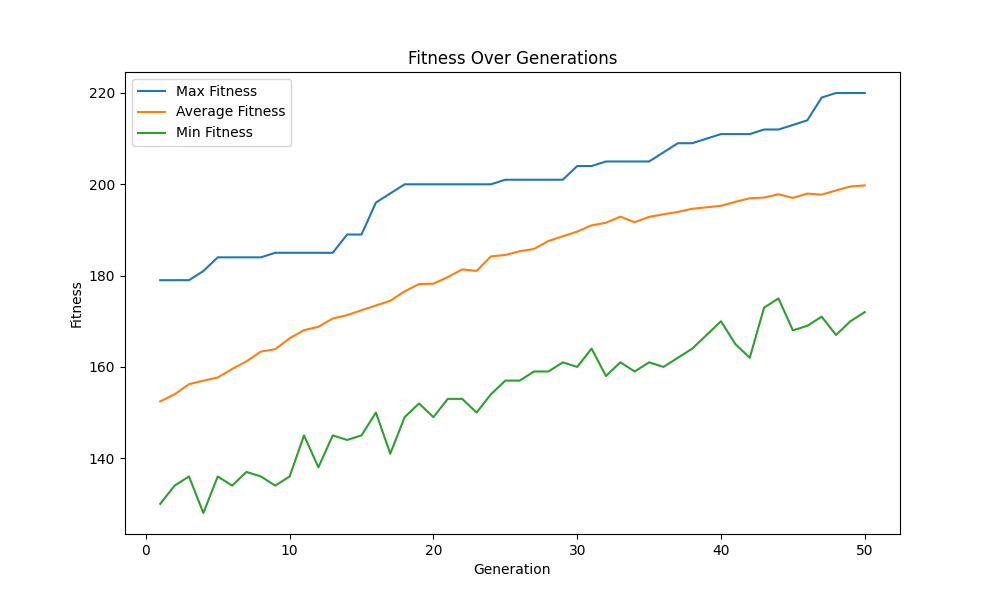 Fitness Over Generations
Max Fitness
Average Fitness
Min Fitness
220
200
180
160
140
Fitness
0 10 20 30 40 50
Generation